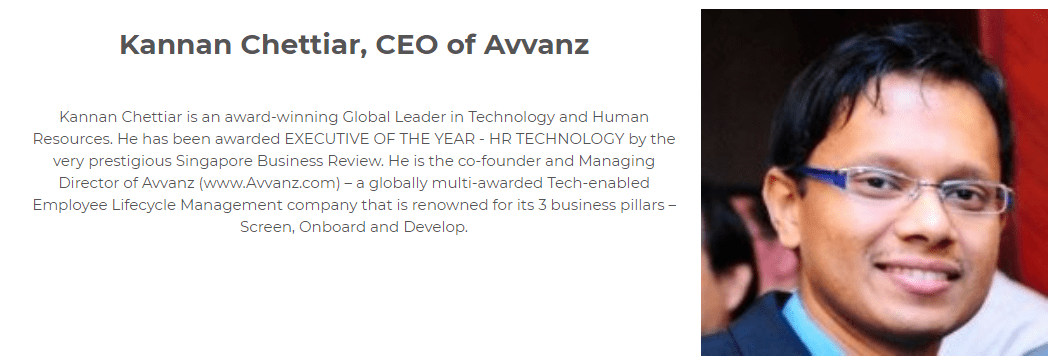 Kannan Chettiar, CEO of Avvanz
Kannan Chettiar is an award-winning Global Leader in Technology and Human
Resources. He has been awarded EXECUTIVE OF THE YEAR - HR TECHNOLOGY by the
very prestigious Singapore Business Review. He is the co-founder and Managing
Director of Avvanz (www.Avvanz.com) – a globally multi-awarded Tech-enabled
Employee Lifecycle Management company that is renowned for its 3 business pillars –
Screen, Onboard and Develop.